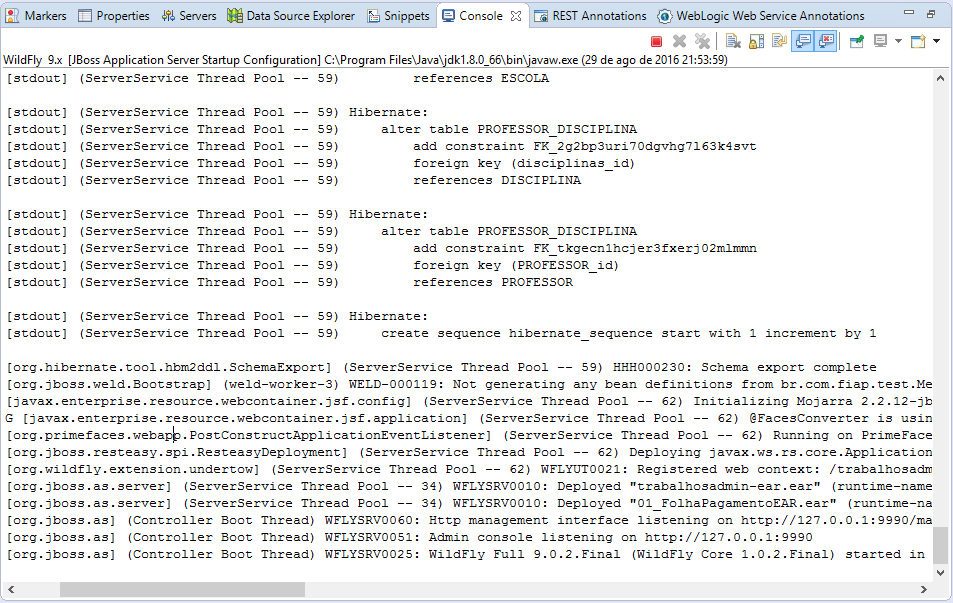 Markers Properties Servers Data Source Explorer Snippets Console REST Annotations WebLogic Web Service Annotations
WildFly 9.x [JBoss Application Server Startup Configuration] C:\Program Files\Java\jdk1.8.0_66\bin\javaw.exe (29 de ago de 2016 21:53:59)
[stdout] (ServerService Thread Pool -- 59)         references ESCOLA
[stdout] (ServerService Thread Pool -- 59) Hibernate:
[stdout] (ServerService Thread Pool -- 59)     alter table PROFESSOR_DISCIPLINA
[stdout] (ServerService Thread Pool -- 59)         add constraint FK_2g2bp3uri70dgvhg7l63k4svt
[stdout] (ServerService Thread Pool -- 59)         foreign key (disciplinas_id)
[stdout] (ServerService Thread Pool -- 59)         references DISCIPLINA
[stdout] (ServerService Thread Pool -- 59) Hibernate:
[stdout] (ServerService Thread Pool -- 59)     alter table PROFESSOR_DISCIPLINA
[stdout] (ServerService Thread Pool -- 59)         add constraint FK_tkgecn1hcjer3fxerj02mlmmn
[stdout] (ServerService Thread Pool -- 59)         foreign key (PROFESSOR_id)
[stdout] (ServerService Thread Pool -- 59)         references PROFESSOR
[stdout] (ServerService Thread Pool -- 59) Hibernate:
[stdout] (ServerService Thread Pool -- 59)     create sequence hibernate_sequence start with 1 increment by 1
[org.hibernate.tool.hbm2ddl.SchemaExport] (ServerService Thread Pool -- 59) HHH000230: Schema export complete
[org.jboss.weld.Bootstrap] (weld-worker-3) WELD-000119: Not generating any bean definitions from br.com.fiap.test.Me
[javax.enterprise.resource.webcontainer.jsf.config] (ServerService Thread Pool -- 62) Initializing Mojarra 2.2.12-jb
G [javax.enterprise.resource.webcontainer.jsf.application] (ServerService Thread Pool -- 62) @FacesConverter is usin
[org.primefaces.webapp.PostConstructApplicationEventListener] (ServerService Thread Pool -- 62) Running on PrimeFace
[org.jboss.resteasy.spi.ResteasyDeployment] (ServerService Thread Pool -- 62) Deploying javax.ws.rs.core.Application
[org.wildfly.extension.undertow] (ServerService Thread Pool -- 62) WFLYUT0021: Registered web context: /trabalhosadm
[org.jboss.as.server] (ServerService Thread Pool -- 34) WFLYSRV0010: Deployed "trabalhosadmin-ear.ear" (runtime-name
[org.jboss.as.server] (ServerService Thread Pool -- 34) WFLYSRV0010: Deployed "01_FolhaPagamentoEAR.ear" (runtime-na
[org.jboss.as] (Controller Boot Thread) WFLYSRV0060: Http management interface listening on http://127.0.0.1:9990/ma
[org.jboss.as] (Controller Boot Thread) WFLYSRV0051: Admin console listening on http://127.0.0.1:9990
[org.jboss.as] (Controller Boot Thread) WFLYSRV0025: WildFly Full 9.0.2.Final (WildFly Core 1.0.2.Final) started in